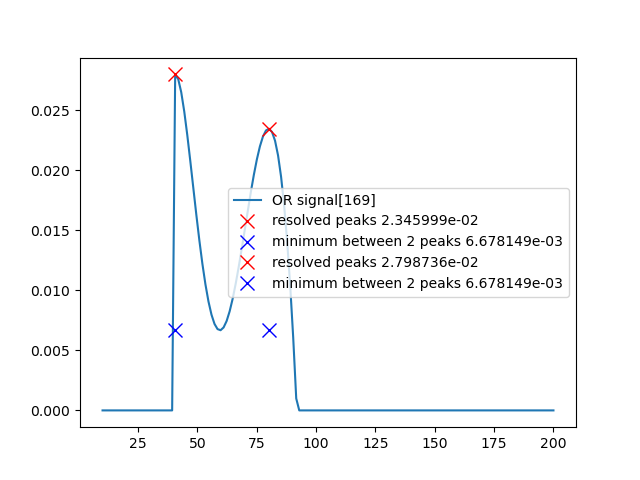 0.025
0.020
0.015
0.010
0.005
0.000
OR signal[169]
resolved peaks 2.345999e-02
minimum between 2 peaks 6.678149e-03
resolved peaks 2.798736e-02
minimum between 2 peaks 6.678149e-03
25 50 75 100 125 150 175 200